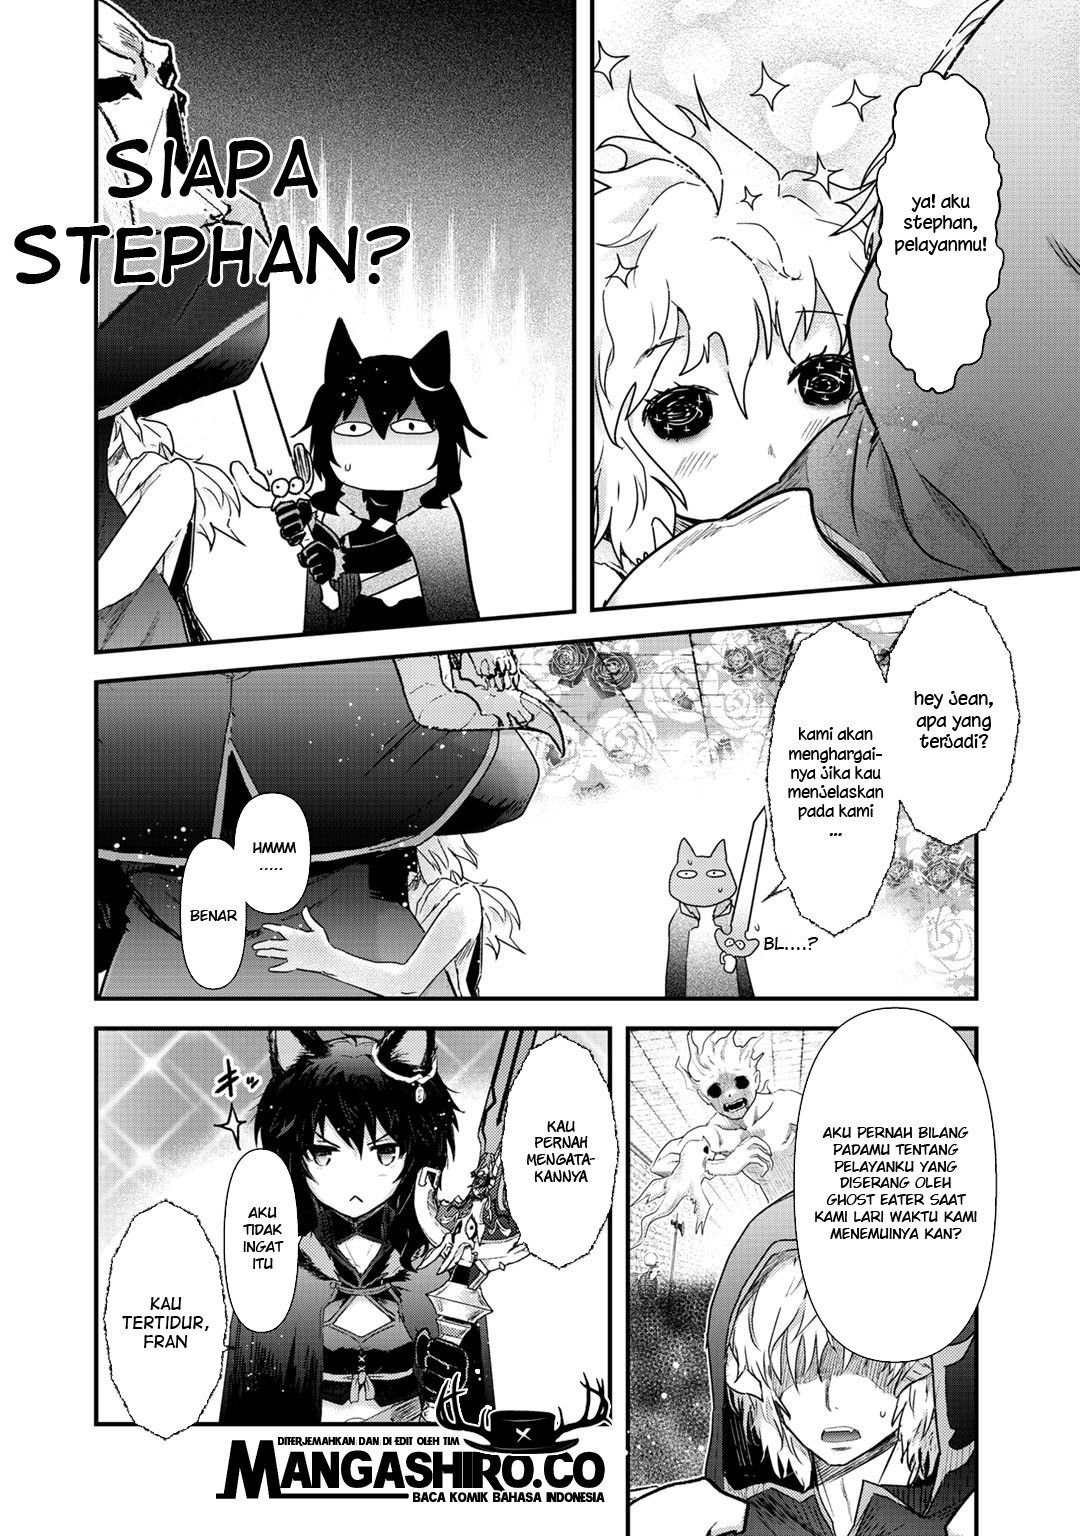 ya! aku
stephan,
pelayanmu!
SIAPA
STEPHAN?
hey jean,
apa yang
terjadi?
kami akan
menghargai-
nya jika kau
menjelaskan
pada kami
...
BL....?
HMMM
.....
BENAR
AKU PERNAH BILANG
PADAMU TENTANG
PELAYANKU YANG
DISERANG OLEH
GHOST EATER SAAT
KAMI LARI WAKTU KAMI
MENEMUINYA KAN?
KAU
PERNAH
MENGATA-
KANNYA
キッ
AKU
TIDAK
INGAT
ITU
KAU
TERTIDUR,
FRAN
DITERJEMAHKAN DAN DI EDIT OLEH TIM
MANGASHIRO.CO
BACA KOMIK BAHASA INDONESIA